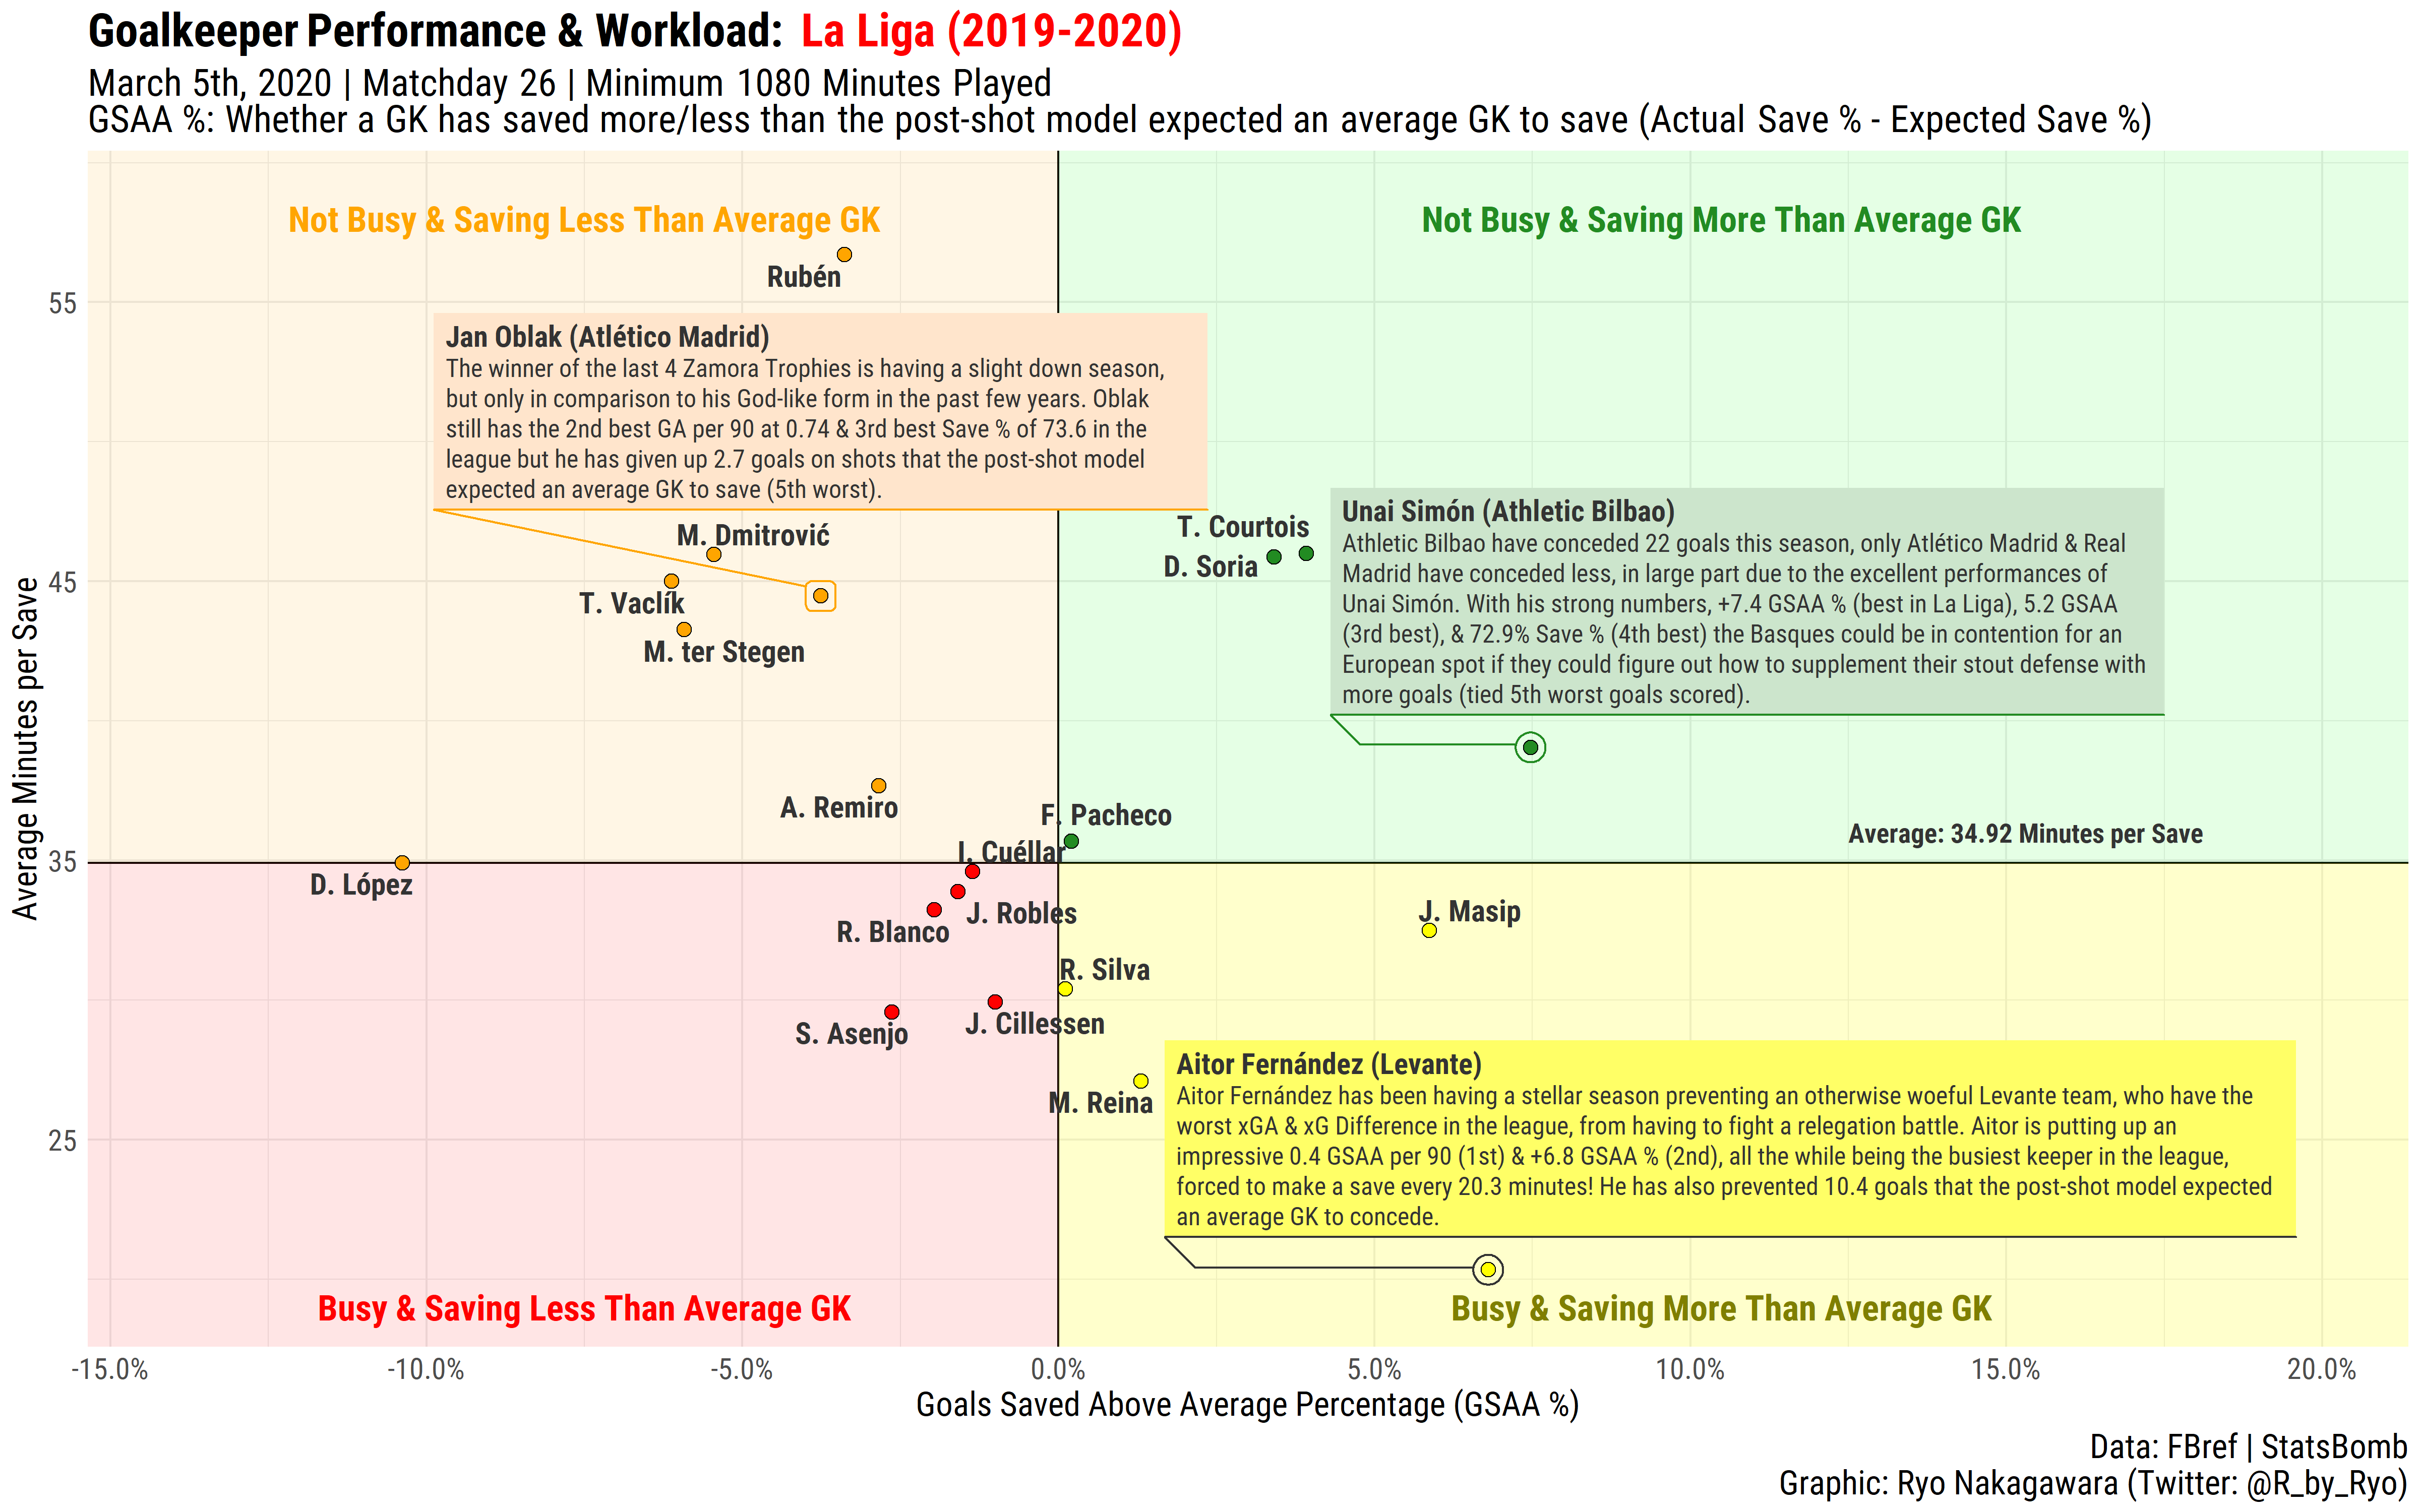 Goalkeeper Performance & Workload: La Liga (2019-2020)
March 5th, 2020 | Matchday 26 | Minimum 1080 Minutes Played
GSAA %: Whether a GK has saved more/less than the post-shot model expected an average GK to save (Actual Save % - Expected Save %)
Not Busy & Saving Less Than Average GK
Not Busy & Saving More Than Average GK
Rubén
55
Jan Oblak (Atlético Madrid)
The winner of the last 4 Zamora Trophies is having a slight down season,
but only in comparison to his God-like form in the past few years. Oblak
still has the 2nd best GA per 90 at 0.74 & 3rd best Save % of 73.6 in the
league but he has given up 2.7 goals on shots that the post-shot model
expected an average GK to save (5th worst).
Unai Simón (Athletic Bilbao)
Athletic Bilbao have conceded 22 goals this season, only Atlético Madrid & Real
Madrid have conceded less, in large part due to the excellent performances of
Unai Simón. With his strong numbers, +7.4 GSAA % (best in La Liga), 5.2 GSAA
(3rd best), & 72.9% Save % (4th best) the Basques could be in contention for an
European spot if they could figure out how to supplement their stout defense with
more goals (tied 5th worst goals scored).
T. Courtois
M. Dmitrović
D. Soria
45
T. Vaclík
M. ter Stegen
Average Minutes per Save
A. Remiro
F. Pacheco
Average: 34.92 Minutes per Save
I. Cuéllar
35
D. López
J. Robles
J. Masip
R. Blanco
R. Silva
J. Cillessen
S. Asenjo
M. Reina
25
Aitor Fernández (Levante)
Aitor Fernández has been having a stellar season preventing an otherwise woeful Levante team, who have the
worst xGA & xG Difference in the league, from having to fight a relegation battle. Aitor is putting up an
impressive 0.4 GSAA per 90 (1st) & +6.8 GSAA % (2nd), all the while being the busiest keeper in the league,
forced to make a save every 20.3 minutes! He has also prevented 10.4 goals that the post-shot model expected
an average GK to concede.
Busy & Saving Less Than Average GK
Busy & Saving More Than Average GK
-15.0% -10.0% -5.0% 0.0% 5.0% 10.0% 15.0% 20.0%
Goals Saved Above Average Percentage (GSAA %)
Data: FBref | StatsBomb
Graphic: Ryo Nakagawara (Twitter: @R_by_Ryo)